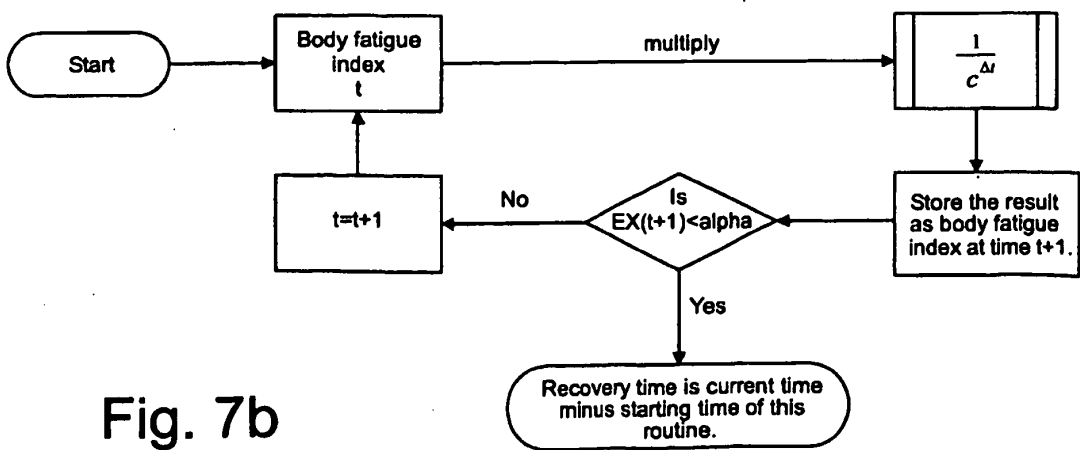 Start
Body fatigue
index
t
multiply
1
c^Δt
Store the result
as body fatigue
index at time t+1.
Is
EX(t+1)<alpha
No
t=t+1
Yes
Recovery time is current time
minus starting time of this
routine.
Fig. 7b